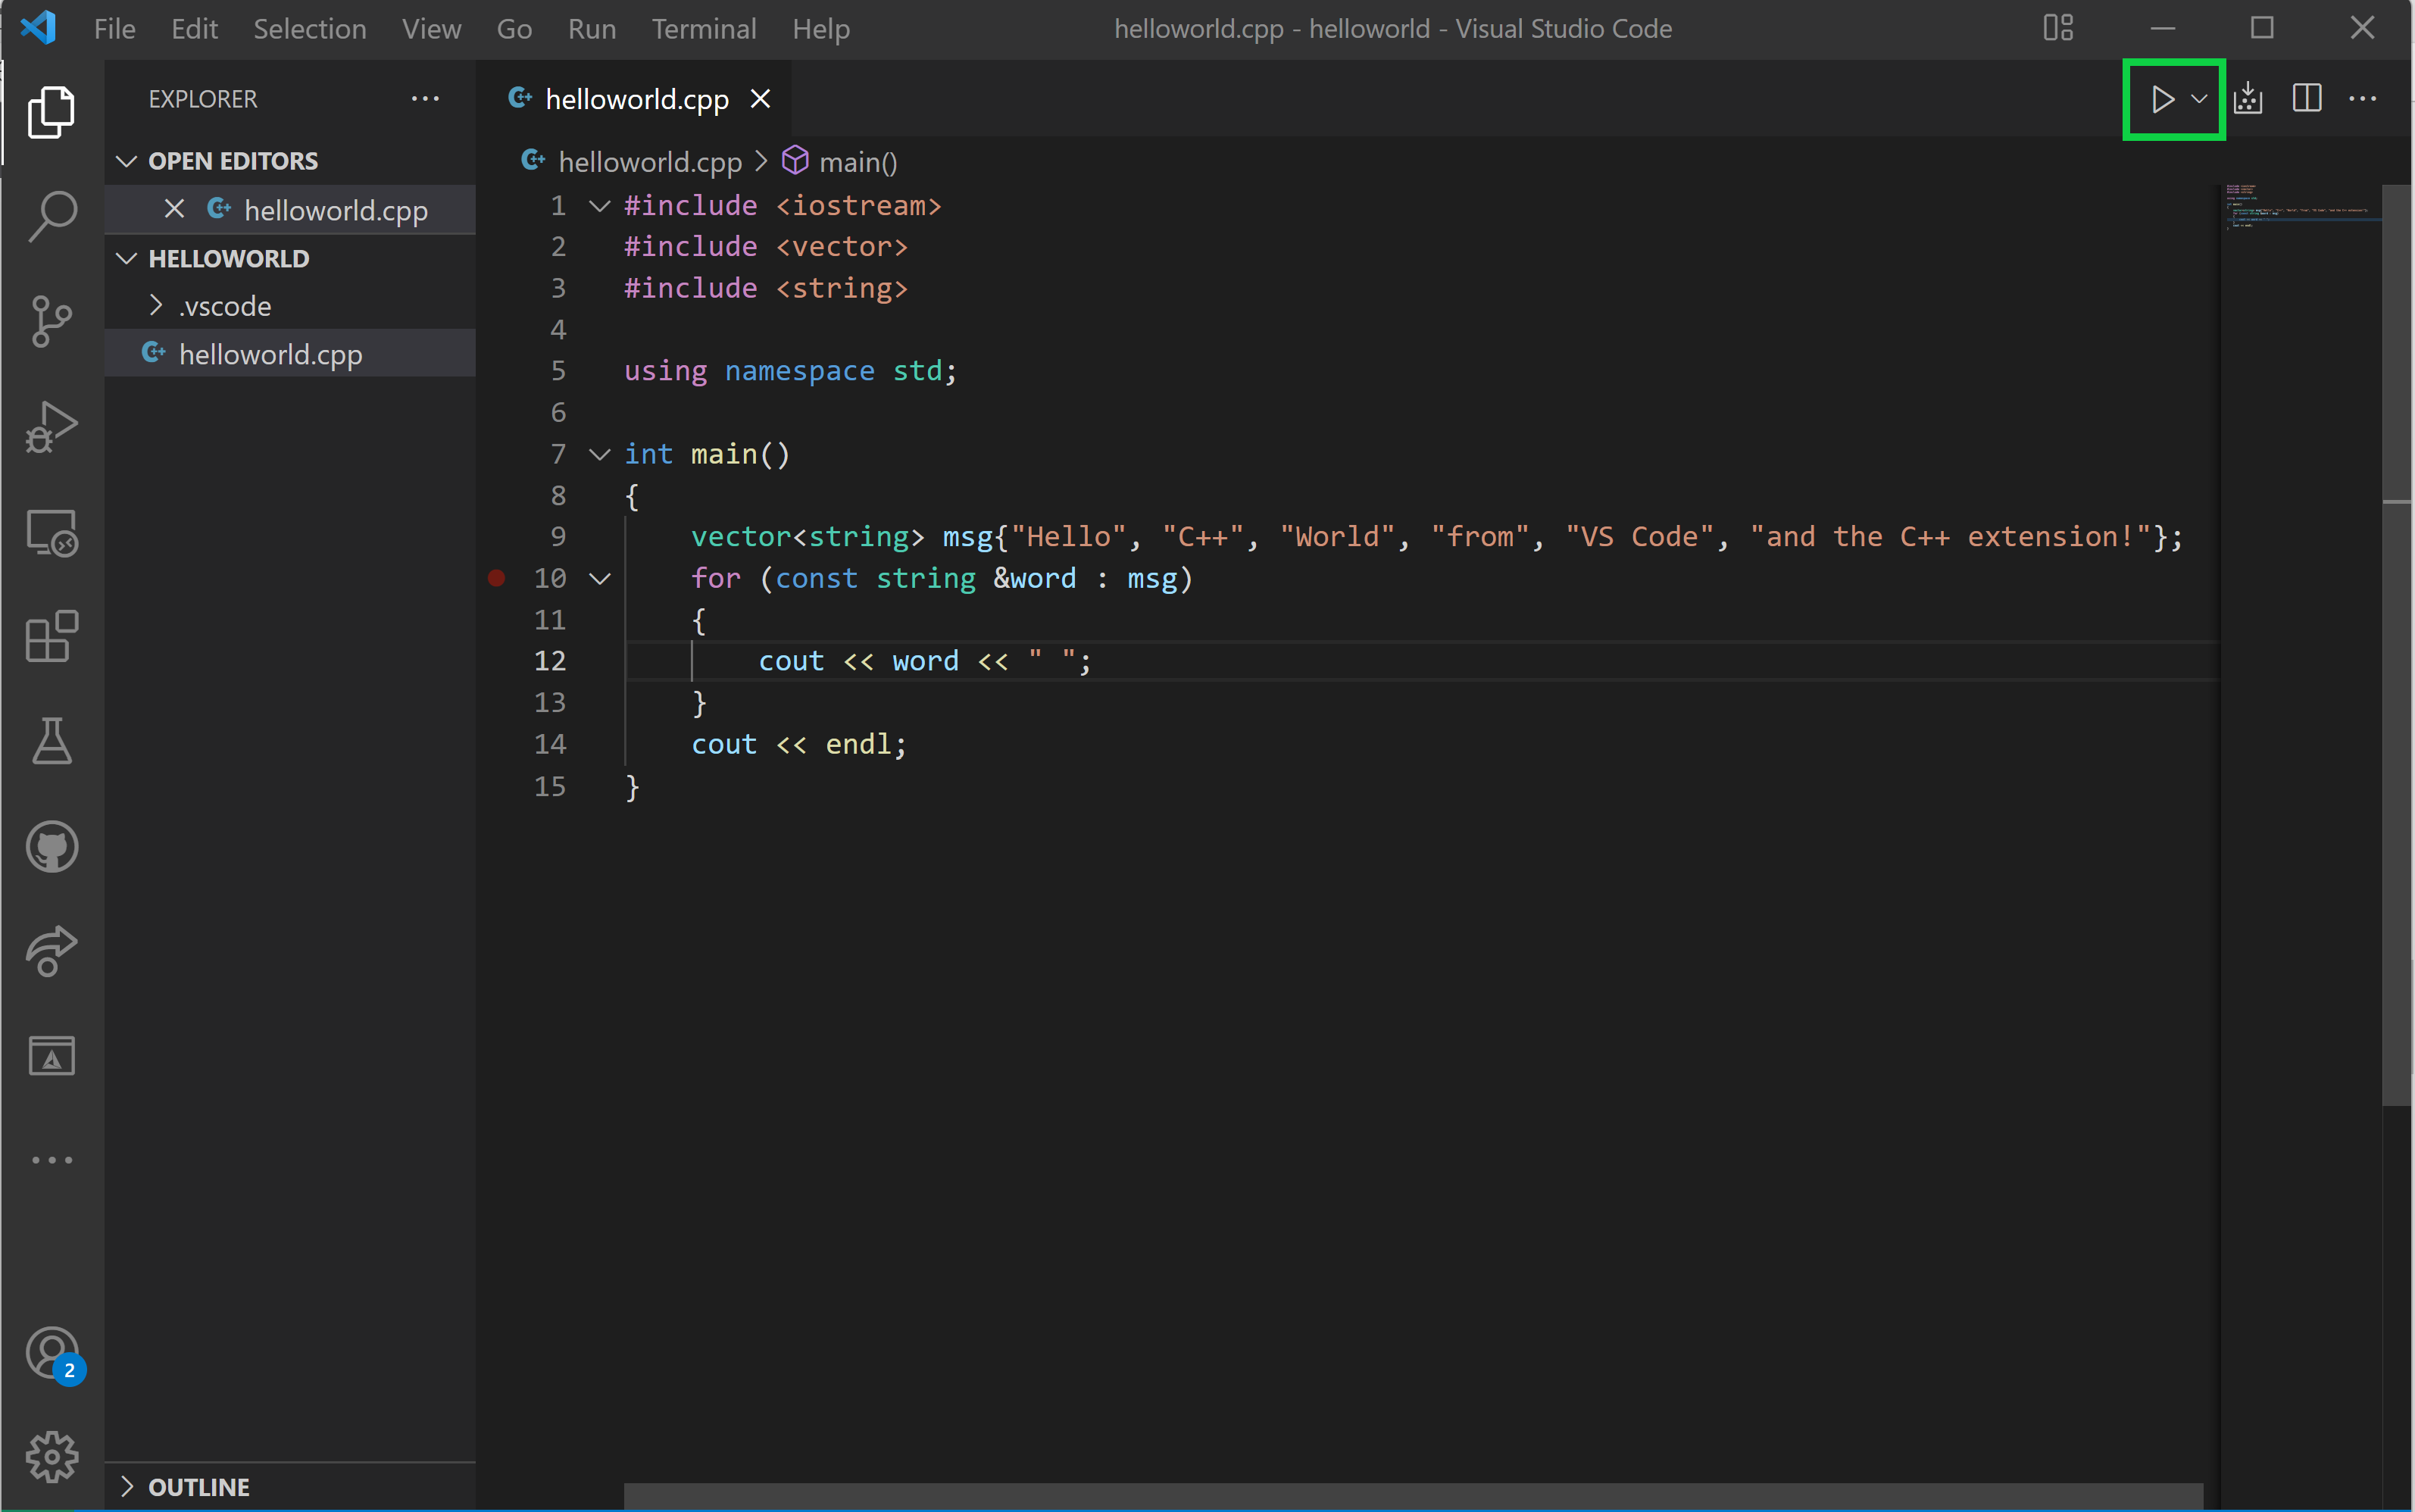 File Edit Selection View Go Run Terminal Help helloworld.cpp - helloworld - Visual Studio Code
EXPLORER
OPEN EDITORS
helloworld.cpp
HELLOWORLD
.vscode
helloworld.cpp
OUTLINE
2
helloworld.cpp
helloworld.cpp > main()
1 #include <iostream>
2 #include <vector>
3 #include <string>
4
5 using namespace std;
6
7 int main()
8 {
9 vector<string> msg{"Hello", "C++", "World", "from", "VS Code", "and the C++ extension!"};
10 for (const string &word : msg)
11 {
12 cout << word << " ";
13 }
14 cout << endl;
15 }